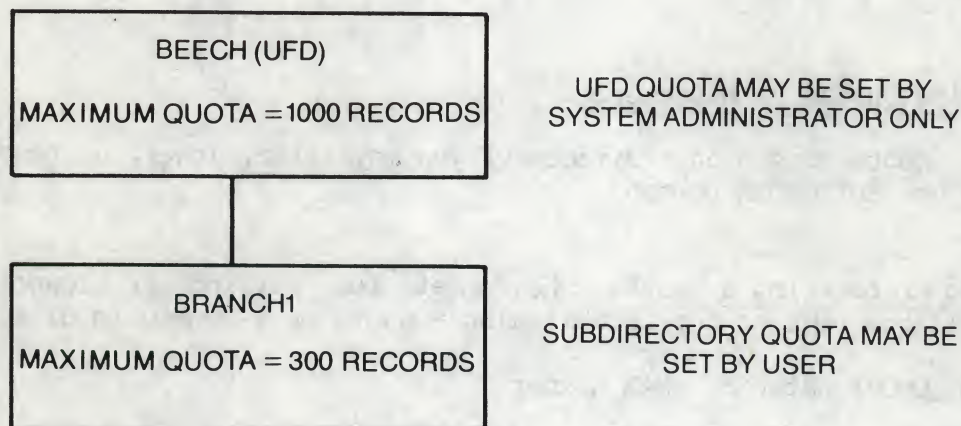 BEECH (UFD)
MAXIMUM QUOTA = 1000 RECORDS
UFD QUOTA MAY BE SET BY
SYSTEM ADMINISTRATOR ONLY
BRANCH1
MAXIMUM QUOTA = 300 RECORDS
SUBDIRECTORY QUOTA MAY BE
SET BY USER